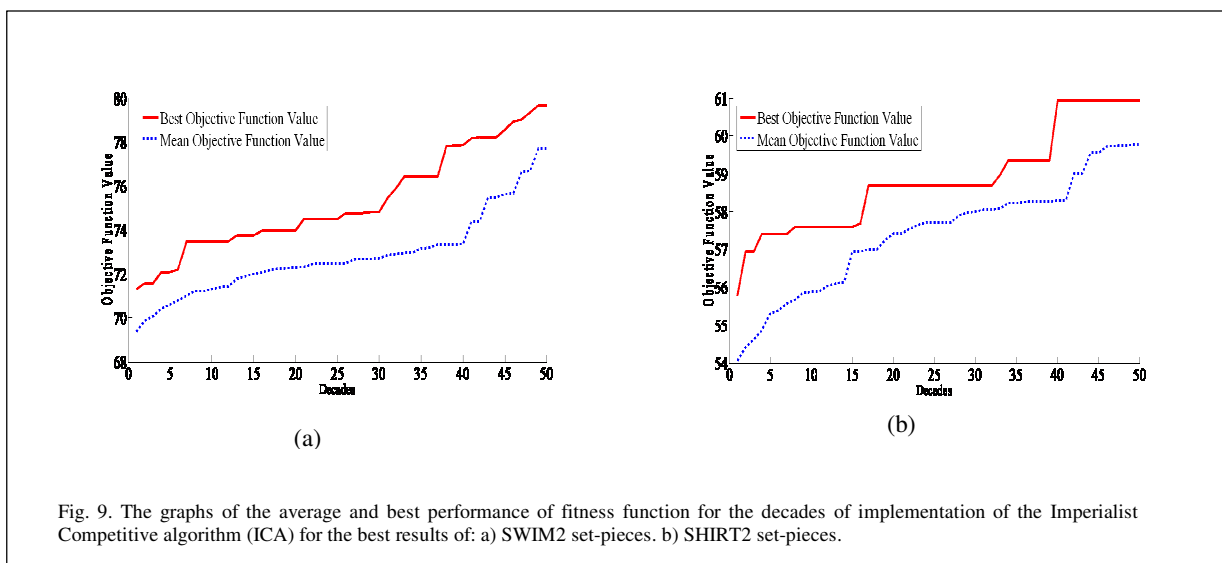 80
78
76
74
72
70
68
Objective Function Value
Best Objective Function Value
Mean Objective Function Value
0 5 10 15 20 25 30 35 40 45 50
Decades
(a)
61
60
59
58
57
56
55
54
Objective Function Value
Best Objective Function Value
Mean Objective Function Value
0 5 10 15 20 25 30 35 40 45 50
Decades
(b)
Fig. 9. The graphs of the average and best performance of fitness function for the decades of implementation of the Imperialist
Competitive algorithm (ICA) for the best results of: a) SWIM2 set-pieces. b) SHIRT2 set-pieces.